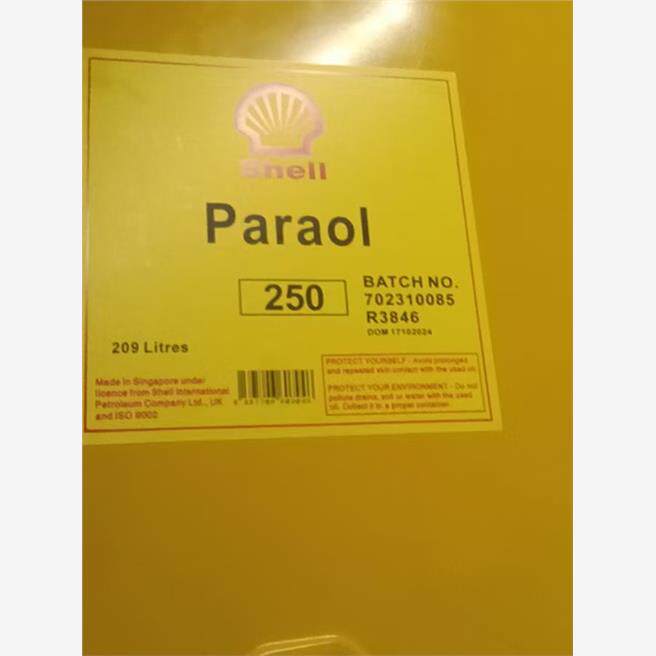 Shell
Paraol
250
BATCH NO.
702310085
R3846
DOM 17102024
209 Litres
Made in Singapore under
licence from Shell International
Petroleum Company Ltd., UK
and ISO 9002
PROTECT YOURSELF - Avoid prolonged
and repeated skin contact with the used oil.
PROTECT YOUR ENVIRONMENT - Do not
pollute drains, soil or water with the used
oil. Collect it in a proper container.